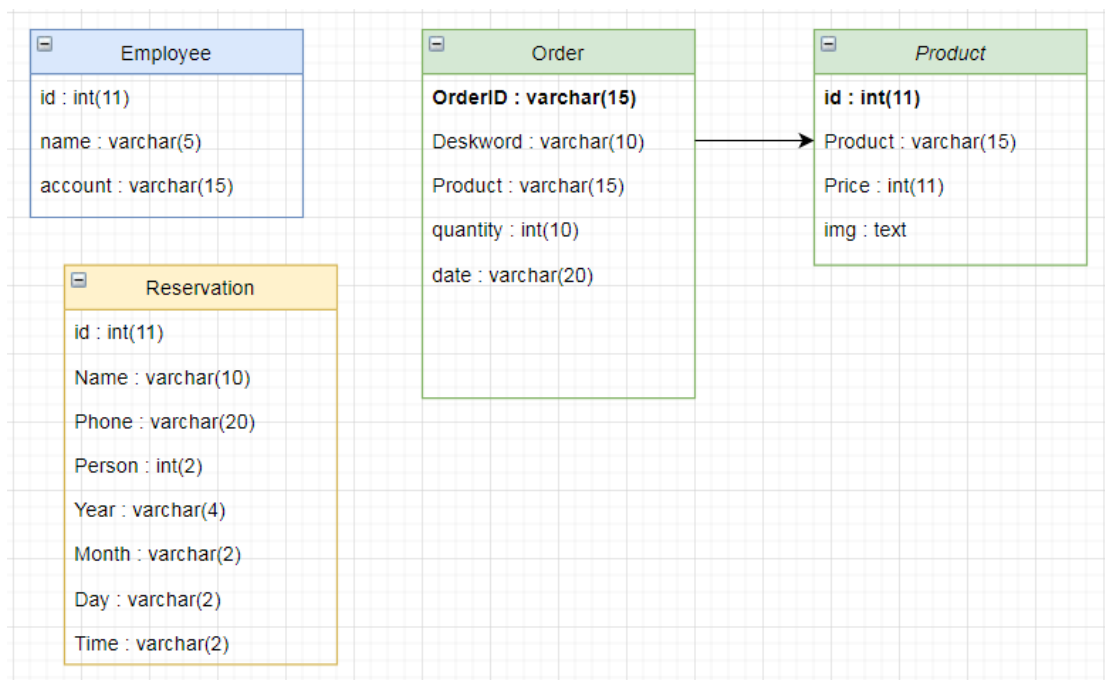 Employee
id : int(11)
name : varchar(5)
account : varchar(15)
Order
OrderID : varchar(15)
Deskword : varchar(10)
Product : varchar(15)
quantity : int(10)
date : varchar(20)
Product
id : int(11)
Product : varchar(15)
Price : int(11)
img : text
Reservation
id : int(11)
Name : varchar(10)
Phone : varchar(20)
Person : int(2)
Year : varchar(4)
Month : varchar(2)
Day : varchar(2)
Time : varchar(2)